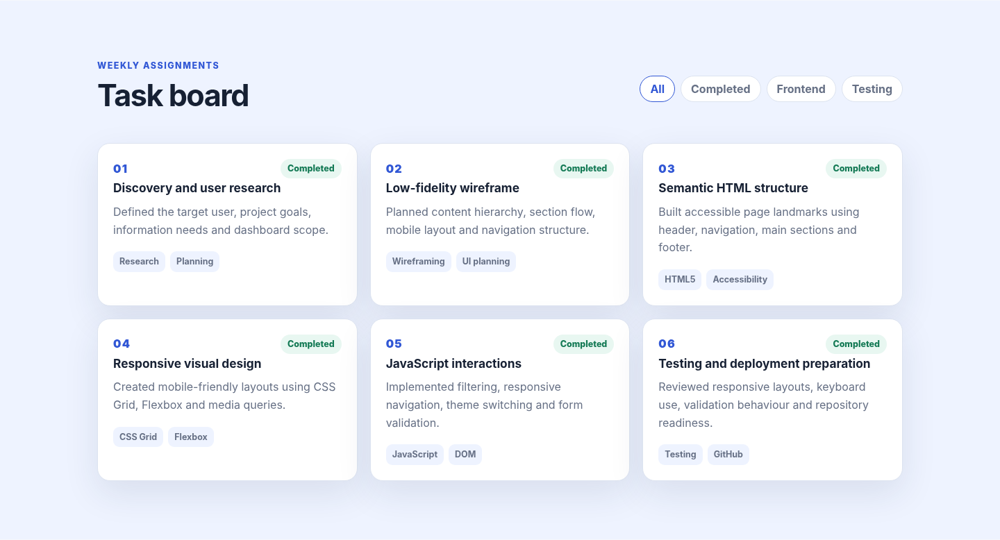 WEEKLY ASSIGNMENTS
Task board
All
Completed
Frontend
Testing
01
Completed
Discovery and user research
Defined the target user, project goals,
information needs and dashboard scope.
Research
Planning
02
Completed
Low-fidelity wireframe
Planned content hierarchy, section flow,
mobile layout and navigation structure.
Wireframing
UI planning
03
Completed
Semantic HTML structure
Built accessible page landmarks using
header, navigation, main sections and
footer.
HTML5
Accessibility
04
Completed
Responsive visual design
Created mobile-friendly layouts using CSS
Grid, Flexbox and media queries.
CSS Grid
Flexbox
05
Completed
JavaScript interactions
Implemented filtering, responsive
navigation, theme switching and form
validation.
JavaScript
DOM
06
Completed
Testing and deployment preparation
Reviewed responsive layouts, keyboard
use, validation behaviour and repository
readiness.
Testing
GitHub